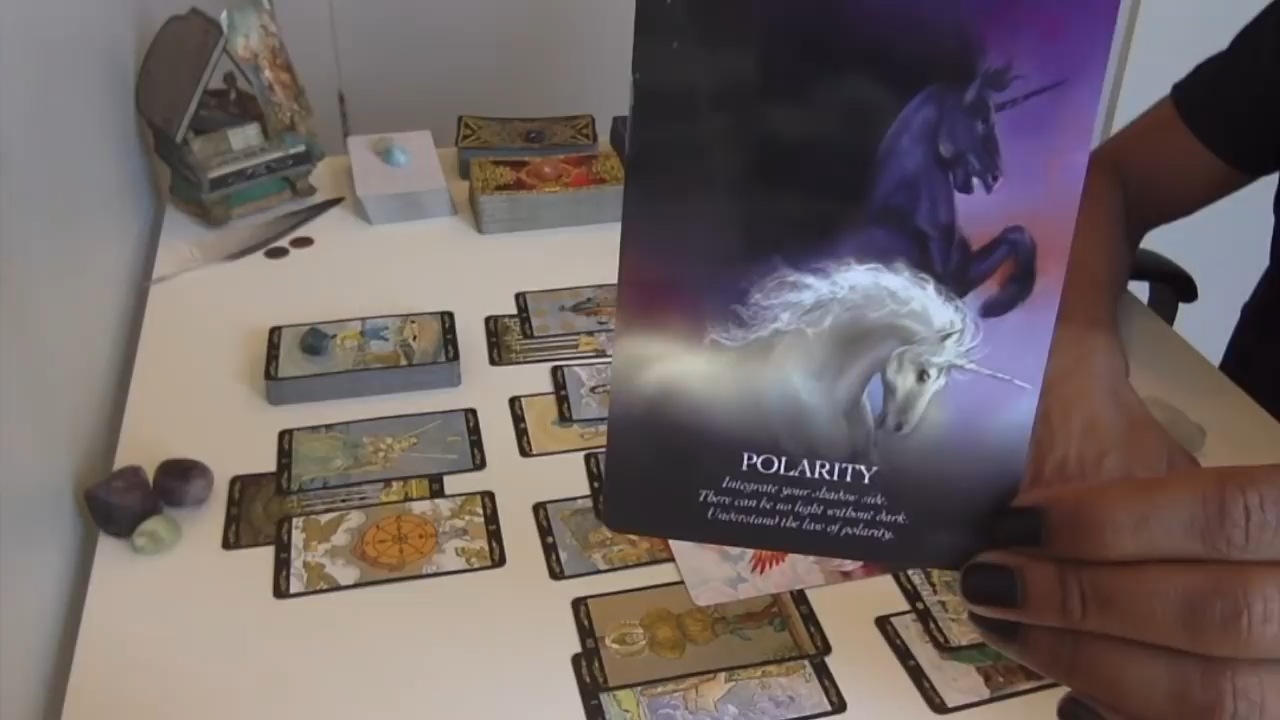 POLARITY
Integrate your shadow side.
There can be no light without dark.
Understand the law of polarity.